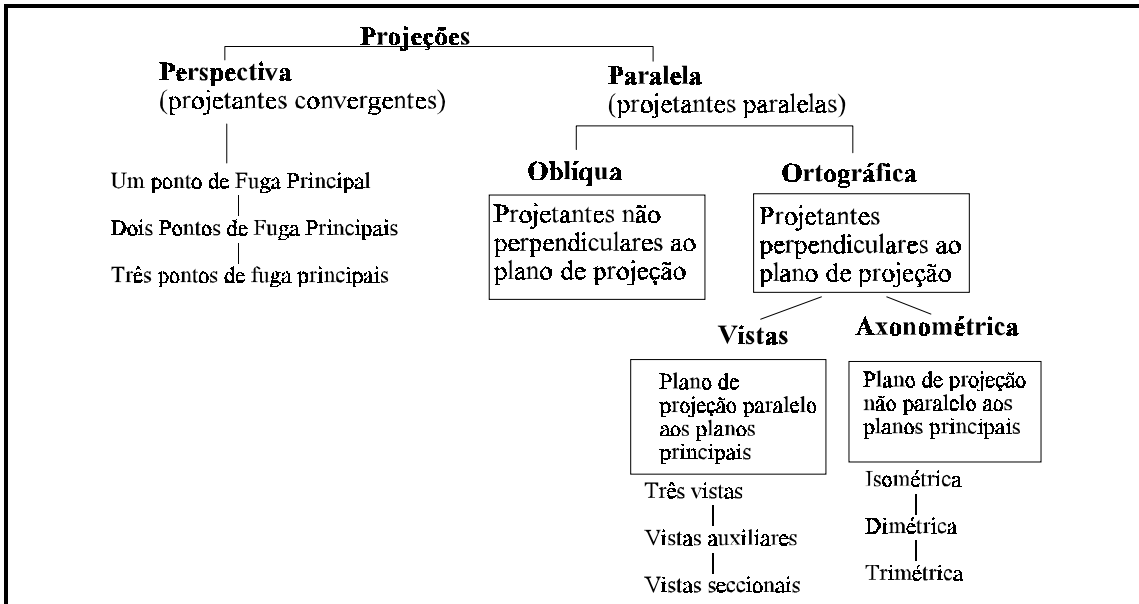 Projeções
Perspectiva
(projetantes convergentes)
Um ponto de Fuga Principal
Dois Pontos de Fuga Principais
Três pontos de fuga principais
Paralela
(projetantes paralelas)
Oblíqua
Projetantes não
perpendiculares ao
plano de projeção
Ortográfica
Projetantes
perpendiculares ao
plano de projeção
Vistas
Plano de
projeção paralelo
aos planos
principais
Três vistas
Vistas auxiliares
Vistas seccionais
Axonométrica
Plano de projeção
não paralelo aos
planos principais
Isométrica
Dimétrica
Trimétrica